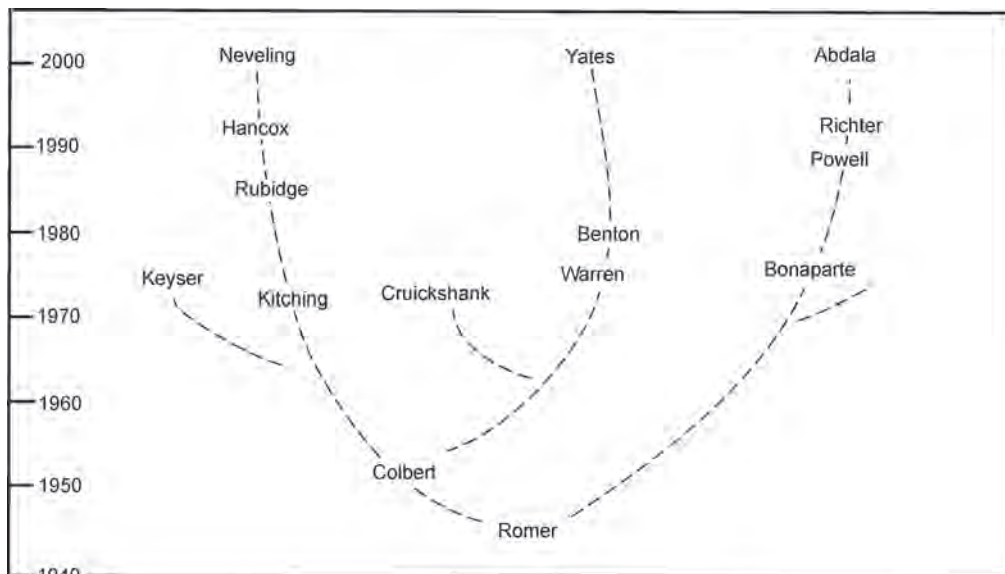 2000
Neveling
Yates
Abdala
Hancox
Richter
1990
Powell
Rubidge
1980
Benton
Bonaparte
Warren
Keyser
Cruickshank
Kitching
1970
1960
Colbert
1950
Romer
1940